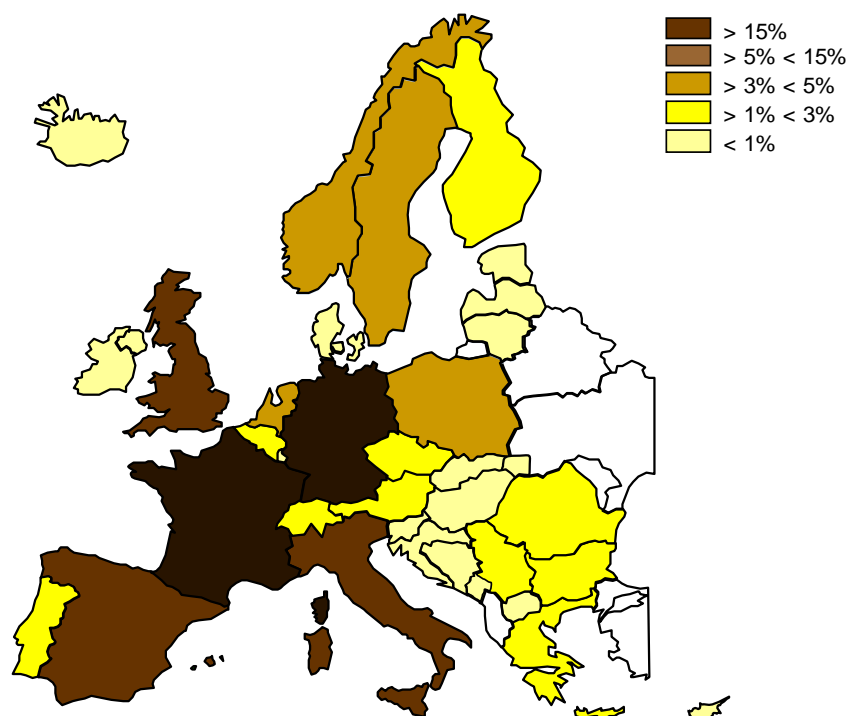 > 15%
> 5% < 15%
> 3% < 5%
> 1% < 3%
< 1%